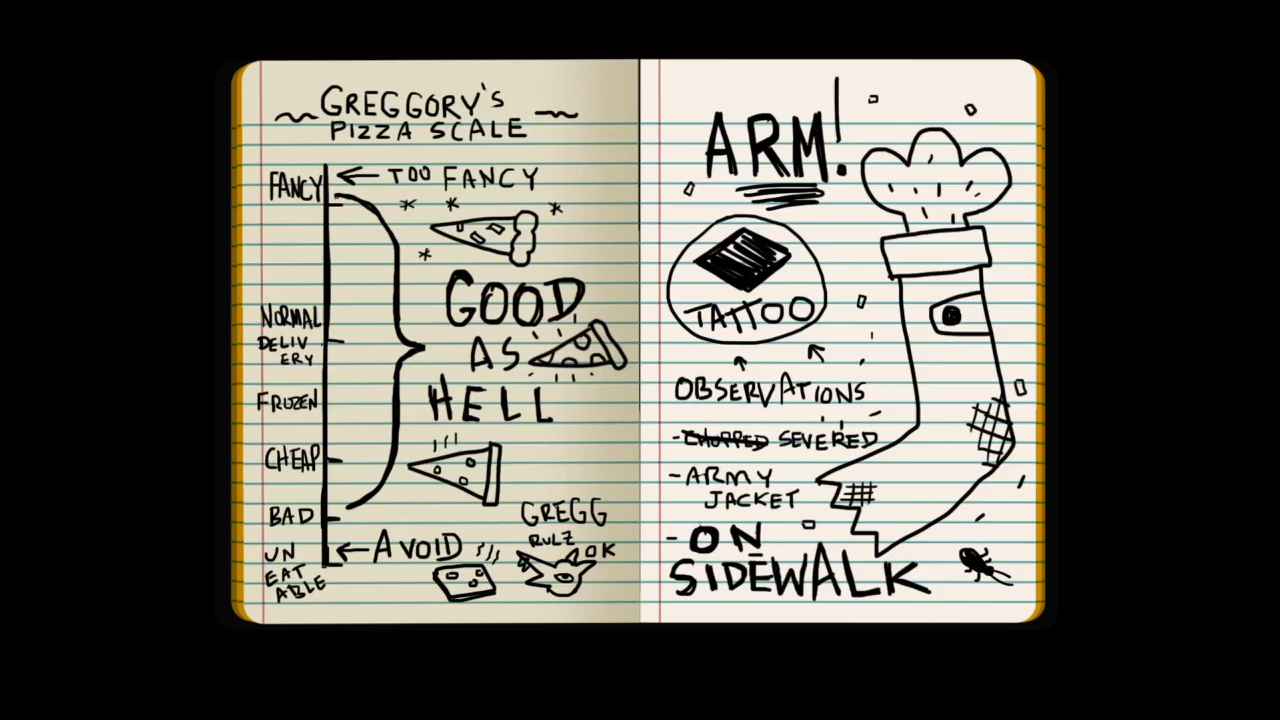 GREGGORY'S
PIZZA SCALE
FANCY
TOO FANCY
GOOD
AS
HELL
NORMAL
DELIV
ERY
FROZEN
CHEAP
BAD
UN
EAT
ABLE
AVOID
GREGG
RULZ
OK
ARM!
TATTOO
OBSERVATIONS
- CHOPPED SEVERED
- ARMY
JACKET
- ON
SIDEWALK